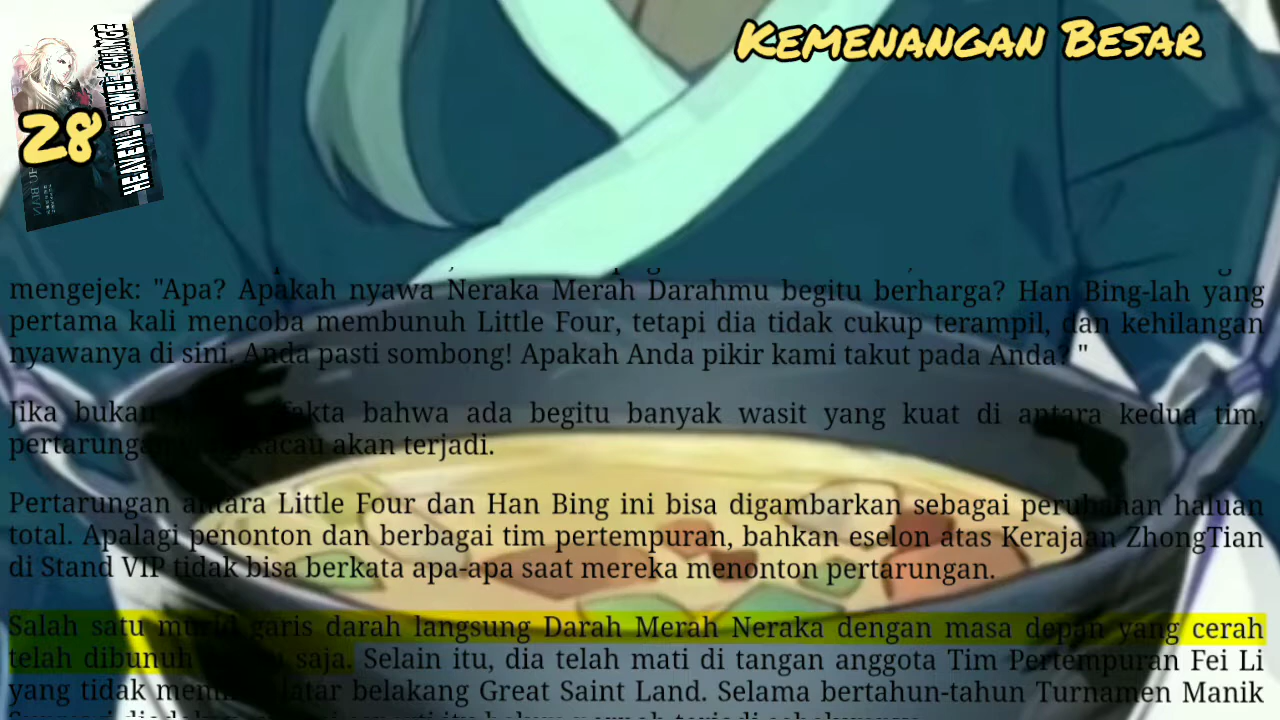 Kemenangan Besar
28
HEAVENLY JEWEL CHANGE
mengejek: "Apa? Apakah nyawa Neraka Merah Darahmu begitu berharga? Han Bing-lah yang
pertama kali mencoba membunuh Little Four, tetapi dia tidak cukup terampil, dan kehilangan
nyawanya di sini. Anda pasti sombong! Apakah Anda pikir kami takut pada Anda? "
Jika bukan fakta bahwa ada begitu banyak wasit yang kuat di antara kedua tim,
pertarungan kacau akan terjadi.
Pertarungan antara Little Four dan Han Bing ini bisa digambarkan sebagai perubahan haluan
total. Apalagi penonton dan berbagai tim pertempuran, bahkan eselon atas Kerajaan ZhongTian
di Stand VIP tidak bisa berkata apa-apa saat mereka menonton pertarungan.
Salah satu murid garis darah langsung Darah Merah Neraka dengan masa depan yang cerah
telah dibunuh saja. Selain itu, dia telah mati di tangan anggota Tim Pertempuran Fei Li
yang tidak latar belakang Great Saint Land. Selama bertahun-tahun Turnamen Manik